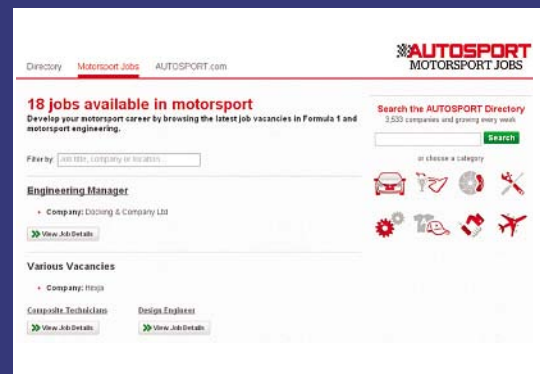 Directory Motorsport Jobs AUTOSPORT.com
AUTOSPORT
MOTORSPORT JOBS
18 jobs available in motorsport
Develop your motorsport career by browsing the latest job vacancies in Formula 1 and
motorsport engineering.
Filter by: Job title, company or location...
Engineering Manager
Company: Docking & Company Ltd
View Job Details
Various Vacancies
Company: Hexja
Composite Technicians Design Engineer
View Job Details View Job Details
Search the AUTOSPORT Directory
3,533 companies and growing every week
Search
or choose a category